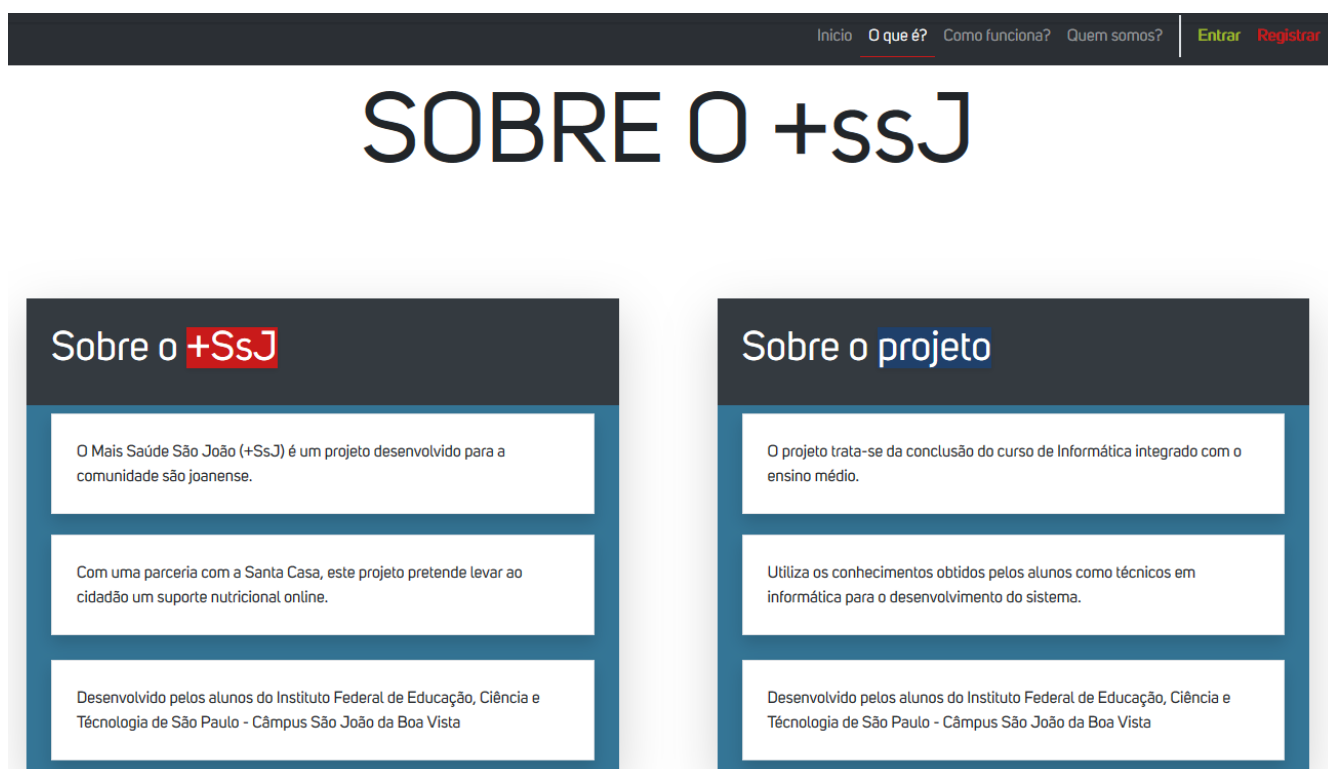 Inicio O que é? Como funciona? Quem somos? Entrar Registrar
SOBRE O +ssJ
Sobre o +SsJ
O Mais Saúde São João (+SsJ) é um projeto desenvolvido para a
comunidade são joanense.
Com uma parceria com a Santa Casa, este projeto pretende levar ao
cidadão um suporte nutricional online.
Desenvolvido pelos alunos do Instituto Federal de Educação, Ciência e
Técnologia de São Paulo - Câmpus São João da Boa Vista
Sobre o projeto
O projeto trata-se da conclusão do curso de Informática integrado com o
ensino médio.
Utiliza os conhecimentos obtidos pelos alunos como técnicos em
informática para o desenvolvimento do sistema.
Desenvolvido pelos alunos do Instituto Federal de Educação, Ciência e
Técnologia de São Paulo - Câmpus São João da Boa Vista